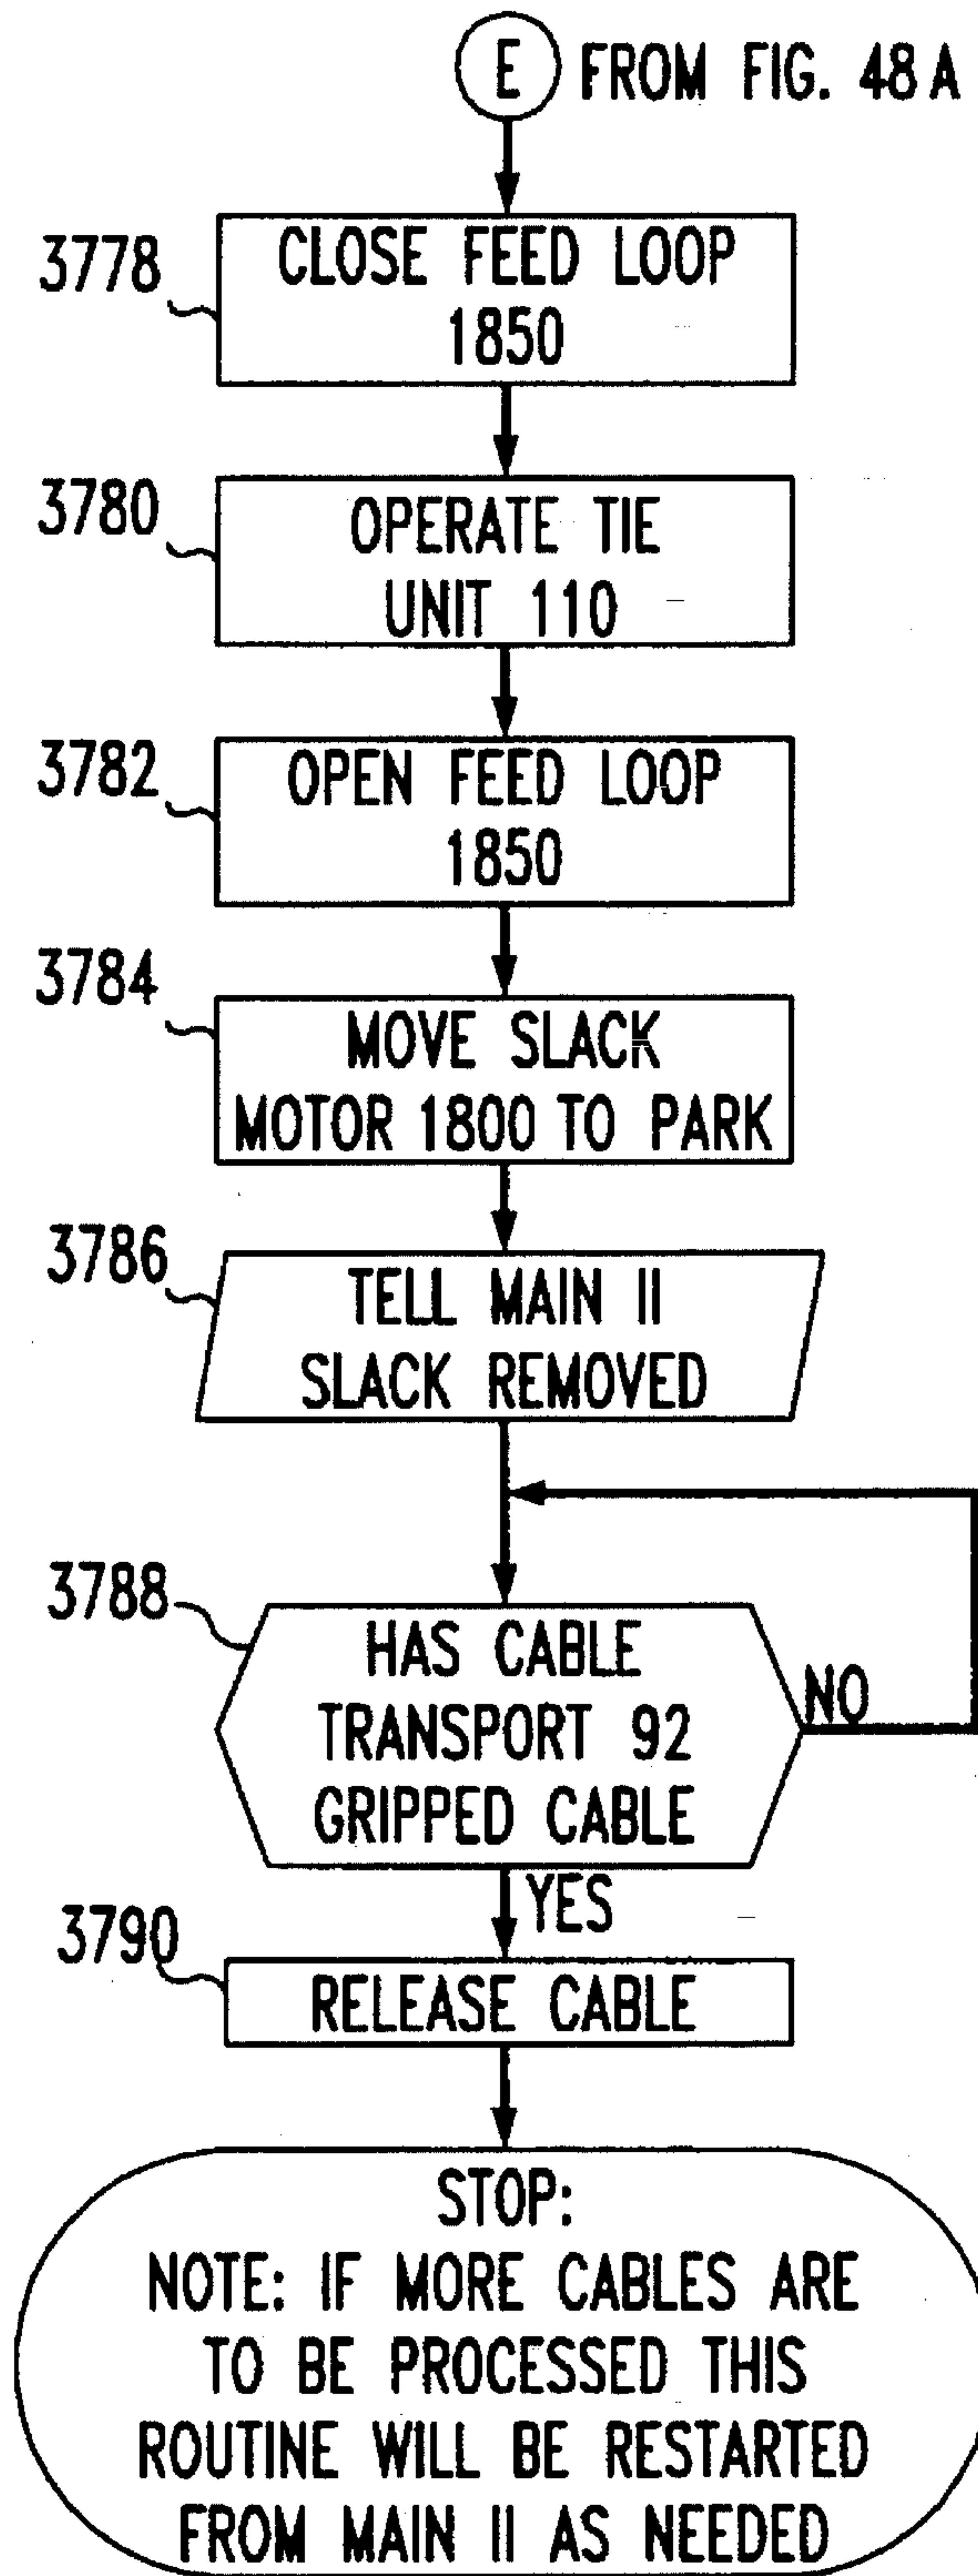 E FROM FIG. 48A
3778
CLOSE FEED LOOP
1850
3780
OPERATE TIE
UNIT 110
3782
OPEN FEED LOOP
1850
3784
MOVE SLACK
MOTOR 1800 TO PARK
3786
TELL MAIN II
SLACK REMOVED
3788
HAS CABLE
TRANSPORT 92
GRIPPED CABLE
NO
YES
3790
RELEASE CABLE
STOP:
NOTE: IF MORE CABLES ARE
TO BE PROCESSED THIS
ROUTINE WILL BE RESTARTED
FROM MAIN II AS NEEDED